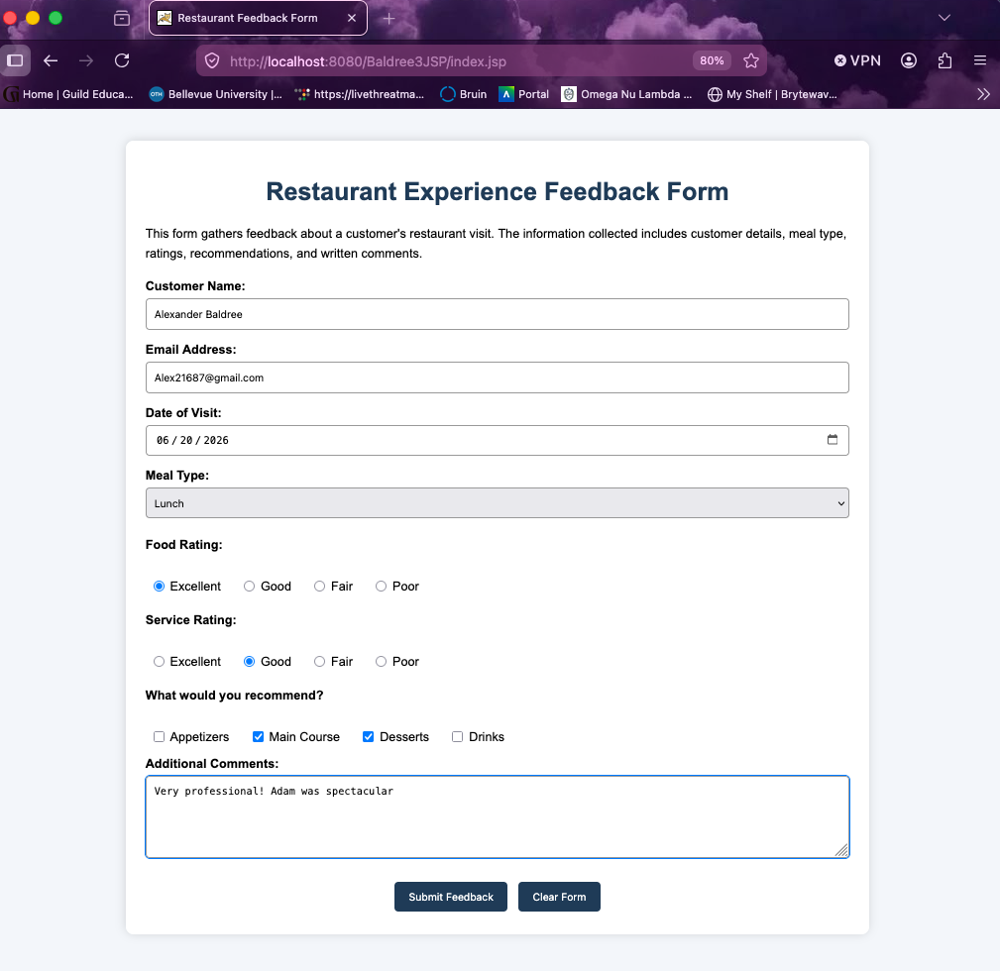 Restaurant Feedback Form
http://localhost:8080/Baldree3JSP/index.jsp
80%
VPN
Home | Guild Educa...
OTH
Bellevue University |...
https://livethreatma...
Bruin
Portal
Omega Nu Lambda ...
My Shelf | Brytewav...
Restaurant Experience Feedback Form
This form gathers feedback about a customer's restaurant visit. The information collected includes customer details, meal type,
ratings, recommendations, and written comments.
Customer Name:
Alexander Baldree
Email Address:
Alex21687@gmail.com
Date of Visit:
06 / 20 / 2026
Meal Type:
Lunch
Food Rating:
Excellent Good Fair Poor
Service Rating:
Excellent Good Fair Poor
What would you recommend?
Appetizers Main Course Desserts Drinks
Additional Comments:
Very professional! Adam was spectacular
Submit Feedback Clear Form